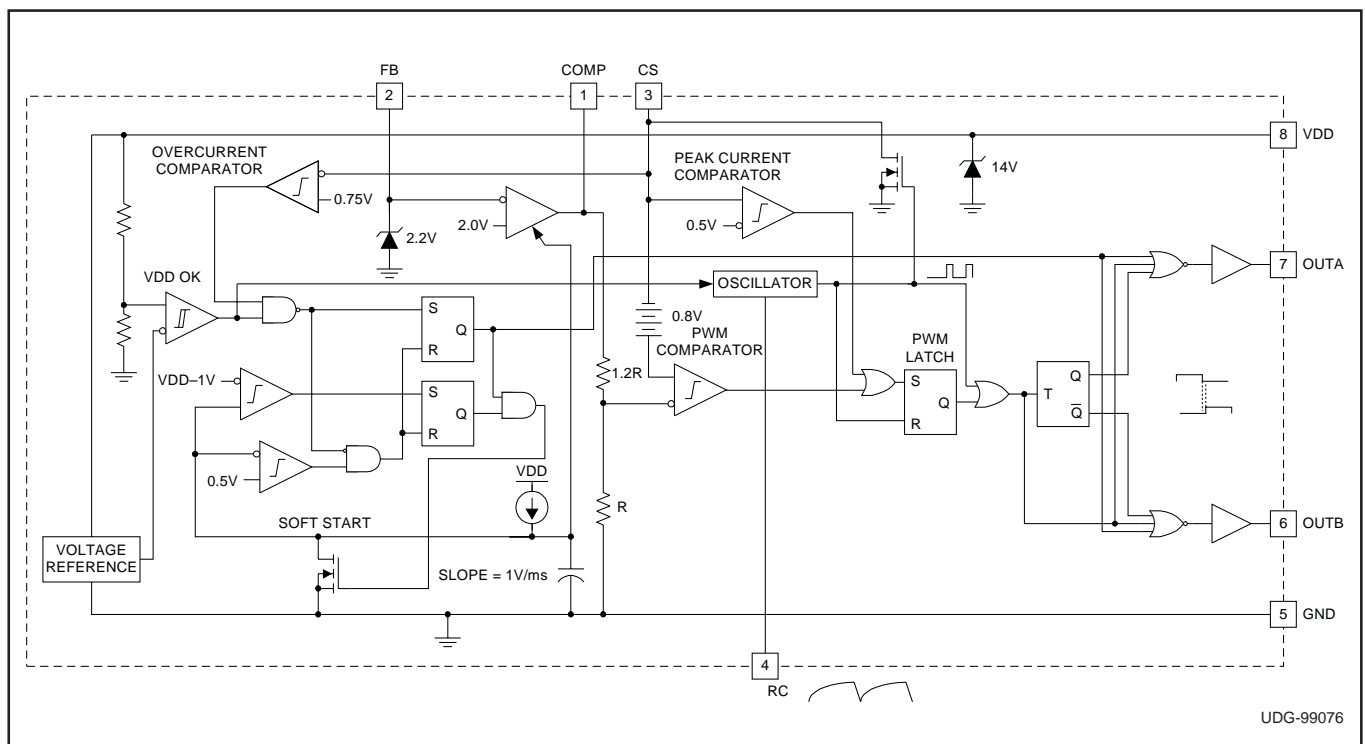 FB
COMP
CS
2
1
3
8
VDD
OVERCURRENT
COMPARATOR
PEAK CURRENT
COMPARATOR
14V
0.75V
0.5V
2.0V
2.2V
7
OUTA
VDD OK
OSCILLATOR
S
Q
R
0.8V
PWM
COMPARATOR
PWM
LATCH
1.2R
VDD–1V
S
Q
R
S
Q
R
T
Q
Q̅
0.5V
VDD
R
SOFT START
6
OUTB
VOLTAGE
REFERENCE
SLOPE = 1V/ms
5
GND
4
RC
UDG-99076